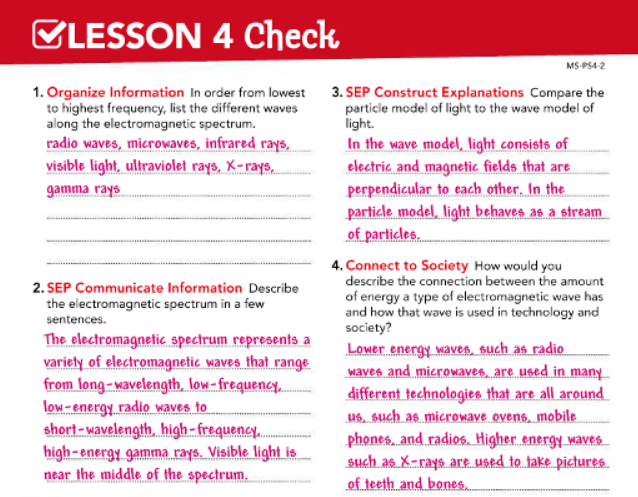 LESSON 4 Check
MS-PS4-2
1. Organize Information In order from lowest
to highest frequency, list the different waves
along the electromagnetic spectrum.
radio waves, microwaves, infrared rays,
visible light, ultraviolet rays, X-rays,
gamma rays
2. SEP Communicate Information Describe
the electromagnetic spectrum in a few
sentences.
The electromagnetic spectrum represents a
variety of electromagnetic waves that range
from long-wavelength, low-frequency,
low-energy radio waves to
short-wavelength, high-frequency,
high-energy gamma rays. Visible light is
near the middle of the spectrum.
3. SEP Construct Explanations Compare the
particle model of light to the wave model of
light.
In the wave model, light consists of
electric and magnetic fields that are
perpendicular to each other. In the
particle model, light behaves as a stream
of particles.
4. Connect to Society How would you
describe the connection between the amount
of energy a type of electromagnetic wave has
and how that wave is used in technology and
society?
Lower energy waves, such as radio
waves and microwaves, are used in many
different technologies that are all around
us, such as microwave ovens, mobile
phones, and radios. Higher energy waves
such as X-rays are used to take pictures
of teeth and bones.